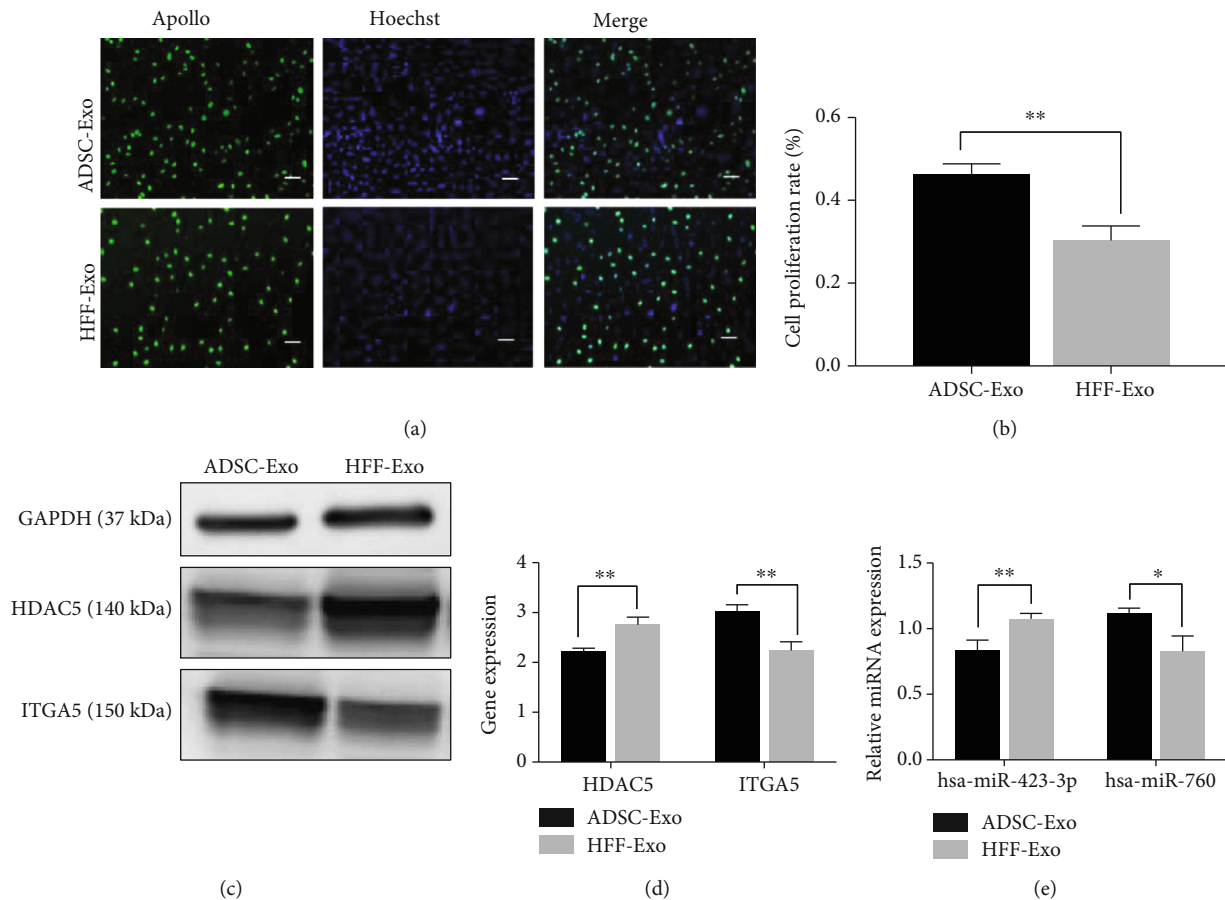 Apollo Hoechst Merge
ADSC-Exo
HFF-Exo
(a)
Cell proliferation rate (%)
0.6
0.4
0.2
0.0
**
ADSC-Exo HFF-Exo
(b)
ADSC-Exo HFF-Exo
GAPDH (37 kDa)
HDAC5 (140 kDa)
ITGA5 (150 kDa)
(c)
Gene expression
4
3
2
1
0
** **
HDAC5 ITGA5
ADSC-Exo
HFF-Exo
(d)
Relative miRNA expression
1.5
1.0
0.5
0.0
** *
hsa-miR-423-3p hsa-miR-760
ADSC-Exo
HFF-Exo
(e)